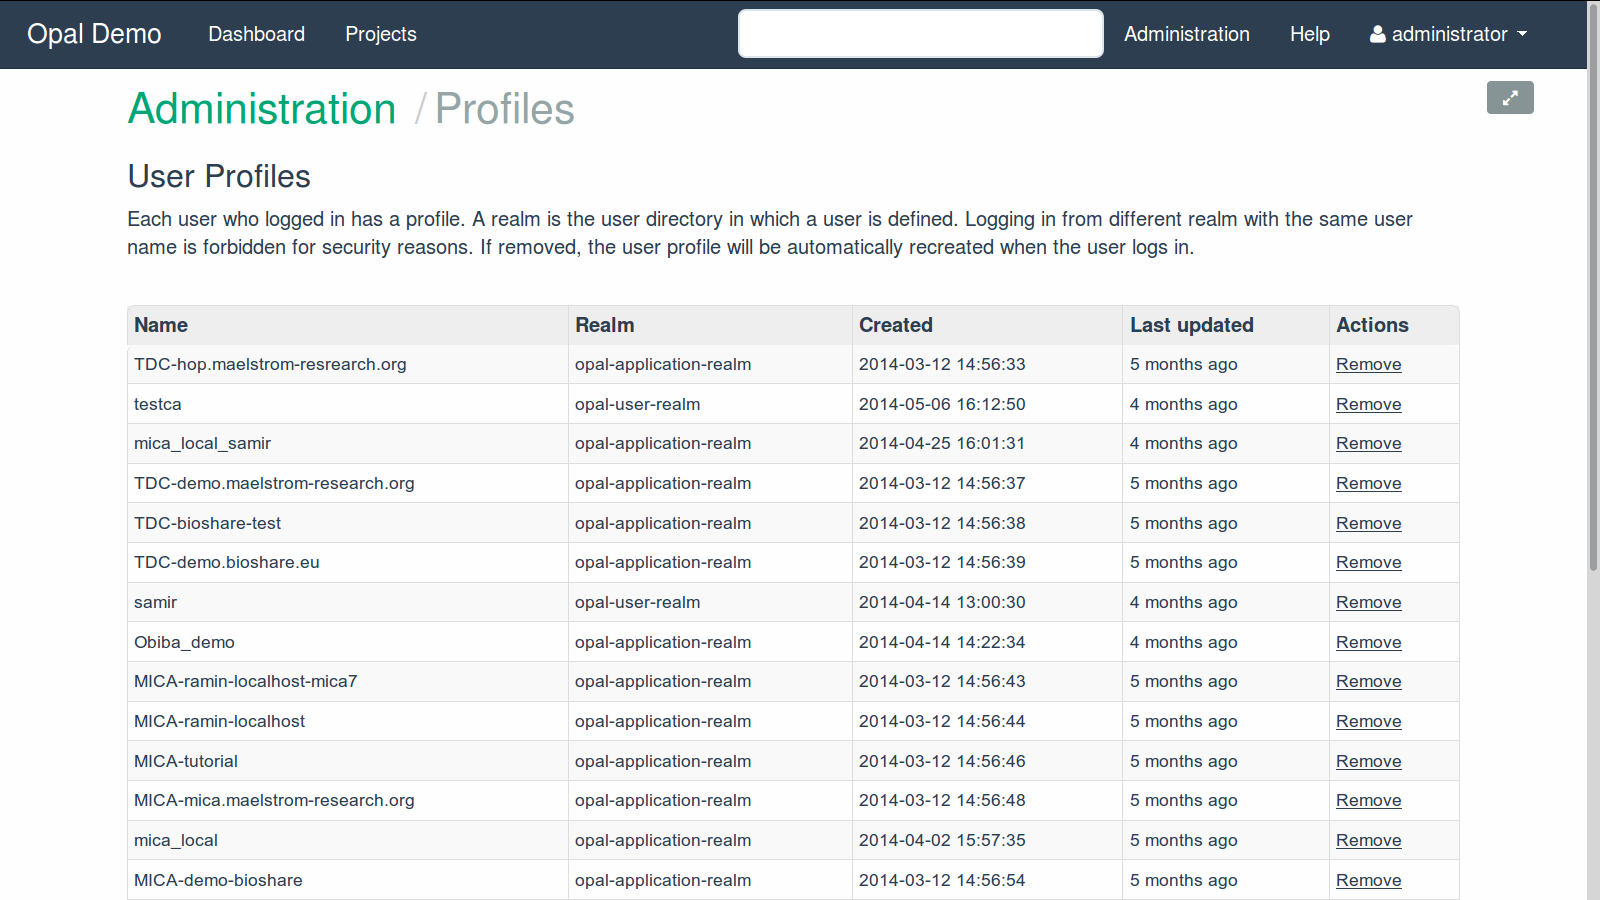 Opal Demo Dashboard Projects Administration Help administrator
Administration / Profiles
User Profiles
Each user who logged in has a profile. A realm is the user directory in which a user is defined. Logging in from different realm with the same user
name is forbidden for security reasons. If removed, the user profile will be automatically recreated when the user logs in.
Name Realm Created Last updated Actions
TDC-hop.maelstrom-resrearch.org opal-application-realm 2014-03-12 14:56:33 5 months ago Remove
testca opal-user-realm 2014-05-06 16:12:50 4 months ago Remove
mica_local_samir opal-application-realm 2014-04-25 16:01:31 4 months ago Remove
TDC-demo.maelstrom-research.org opal-application-realm 2014-03-12 14:56:37 5 months ago Remove
TDC-bioshare-test opal-application-realm 2014-03-12 14:56:38 5 months ago Remove
TDC-demo.bioshare.eu opal-application-realm 2014-03-12 14:56:39 5 months ago Remove
samir opal-user-realm 2014-04-14 13:00:30 4 months ago Remove
Obiba_demo opal-application-realm 2014-04-14 14:22:34 4 months ago Remove
MICA-ramin-localhost-mica7 opal-application-realm 2014-03-12 14:56:43 5 months ago Remove
MICA-ramin-localhost opal-application-realm 2014-03-12 14:56:44 5 months ago Remove
MICA-tutorial opal-application-realm 2014-03-12 14:56:46 5 months ago Remove
MICA-mica.maelstrom-research.org opal-application-realm 2014-03-12 14:56:48 5 months ago Remove
mica_local opal-application-realm 2014-04-02 15:57:35 5 months ago Remove
MICA-demo-bioshare opal-application-realm 2014-03-12 14:56:54 5 months ago Remove